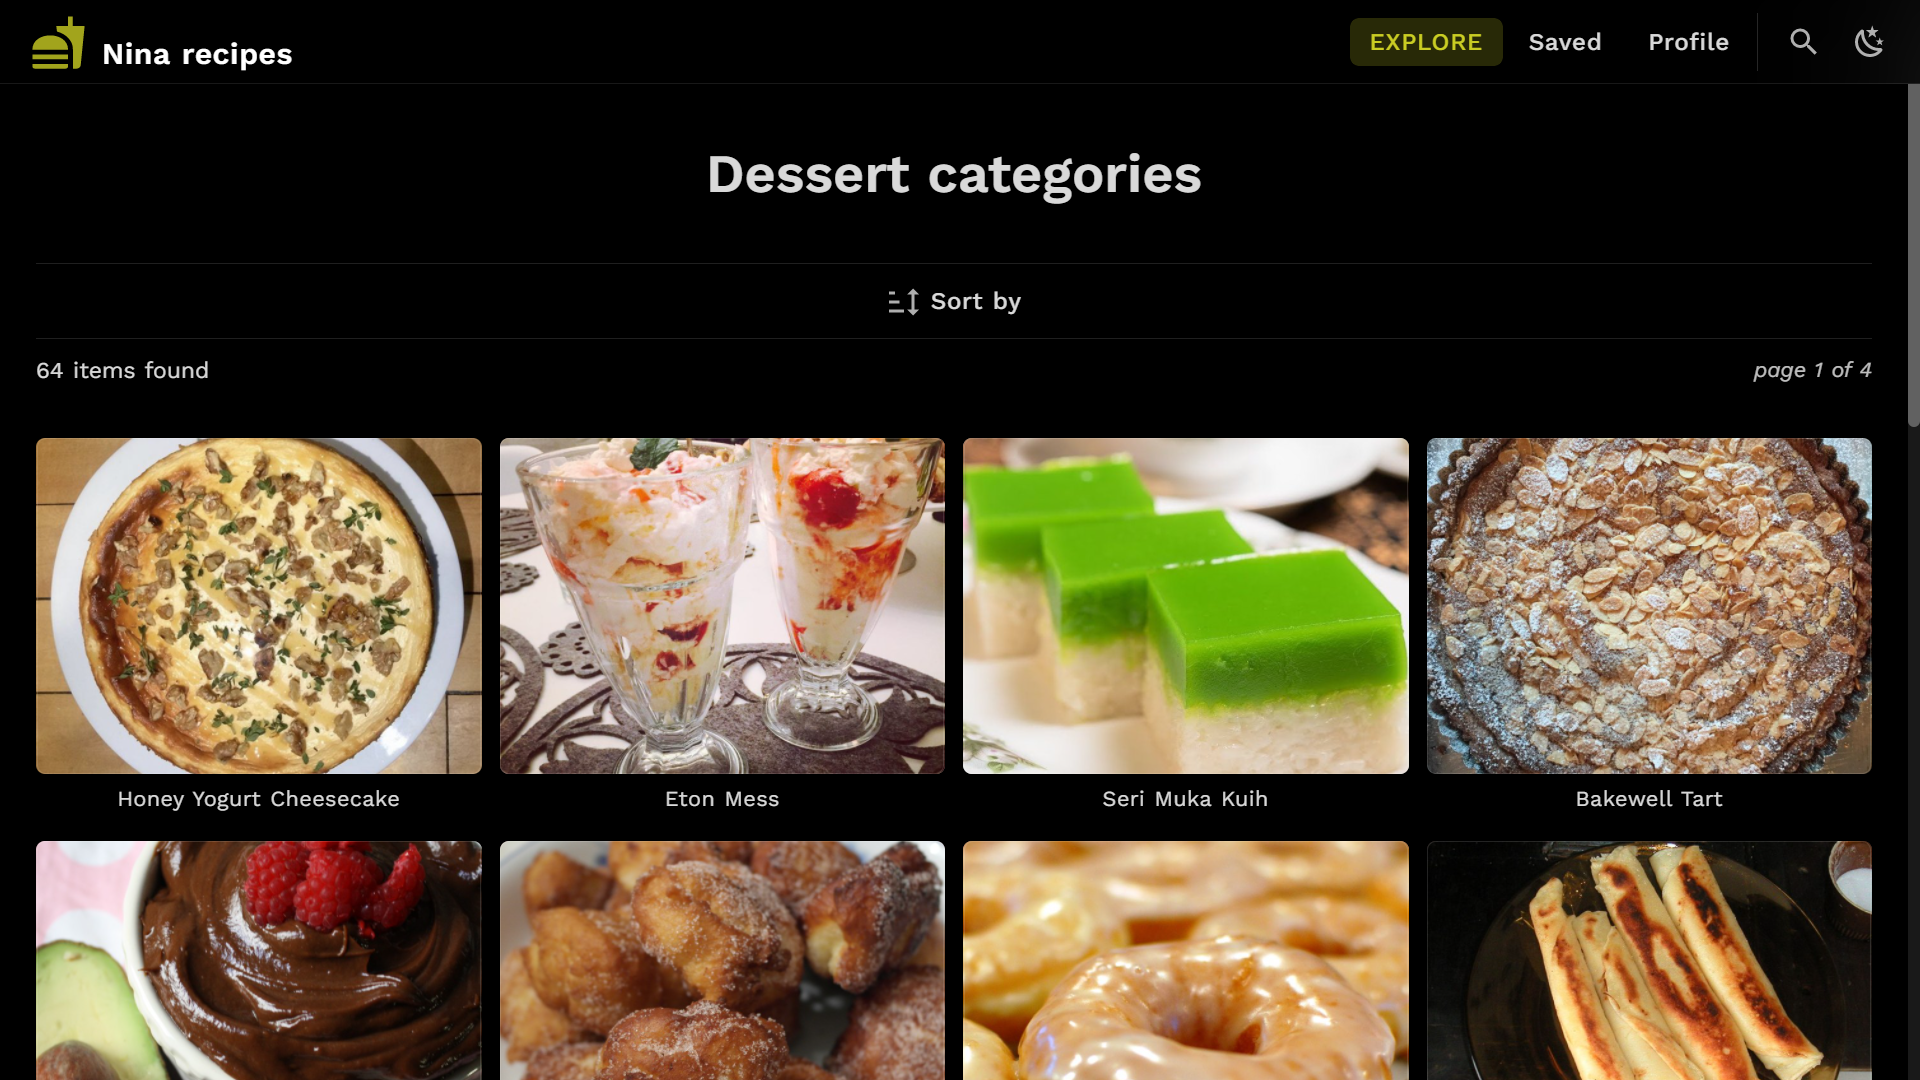 Nina recipes
EXPLORE
Saved
Profile
Dessert categories
Sort by
64 items found
page 1 of 4
Honey Yogurt Cheesecake
Eton Mess
Seri Muka Kuih
Bakewell Tart